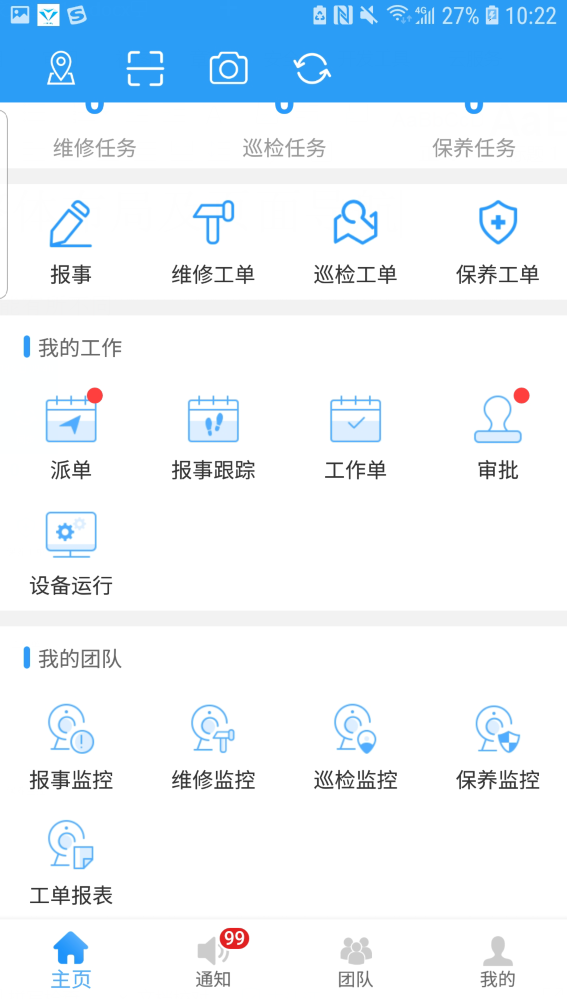 4G 27% 10:22
0 0 0
维修任务 巡检任务 保养任务
报事 维修工单 巡检工单 保养工单
我的工作
派单 报事跟踪 工作单 审批
设备运行
我的团队
报事监控 维修监控 巡检监控 保养监控
工单报表
99
主页 通知 团队 我的